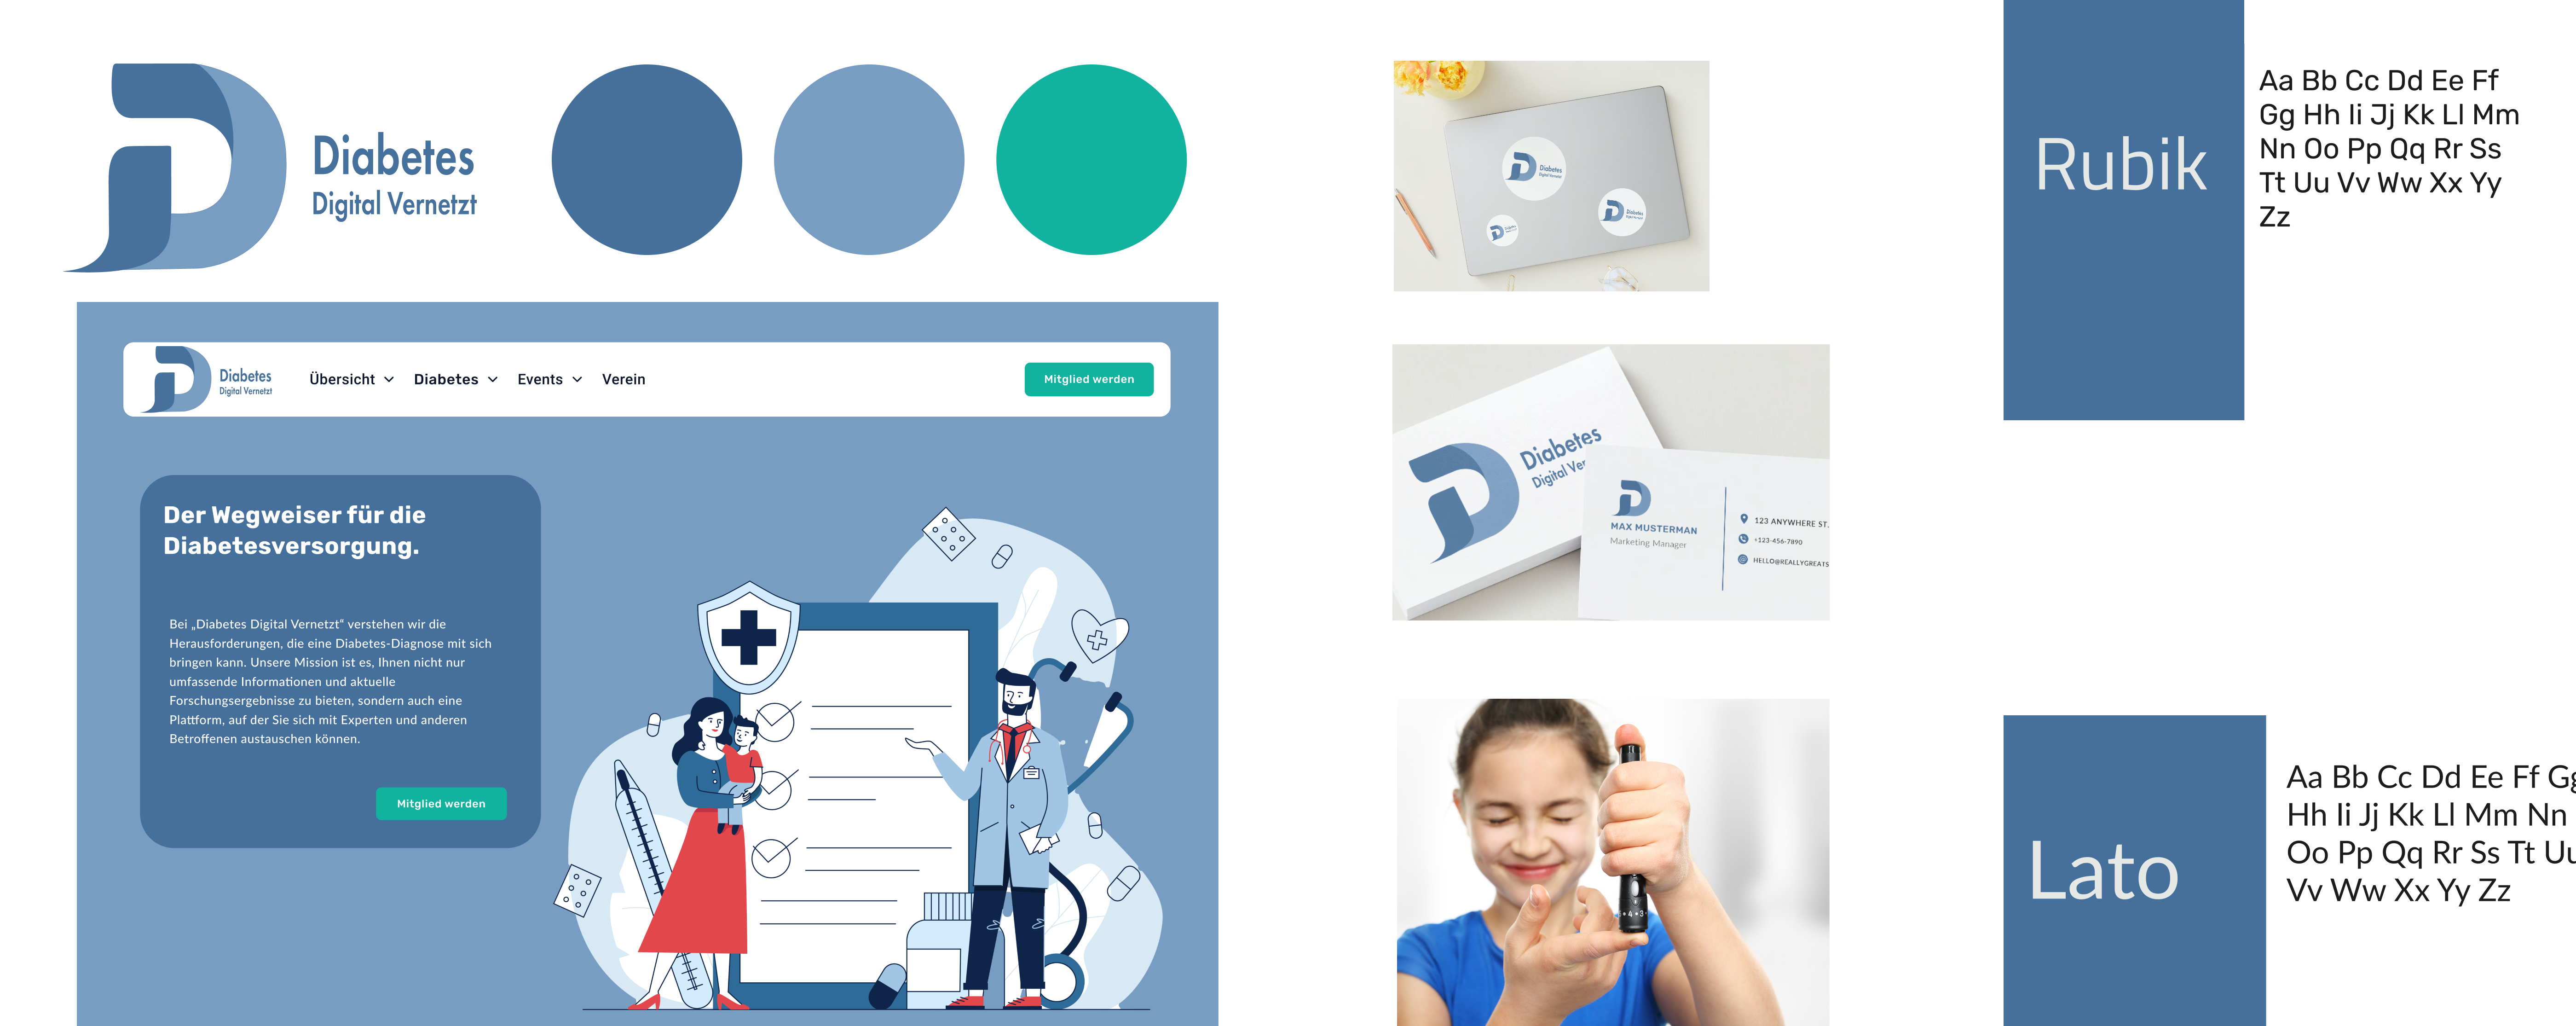 Diabetes
Digital Vernetzt
Diabetes
Digital Vernetzt
Übersicht
Diabetes
Events
Verein
Mitglied werden
Der Wegweiser für die
Diabetesversorgung.
Bei „Diabetes Digital Vernetzt“ verstehen wir die
Herausforderungen, die eine Diabetes-Diagnose mit sich
bringen kann. Unsere Mission ist es, Ihnen nicht nur
umfassende Informationen und aktuelle
Forschungsergebnisse zu bieten, sondern auch eine
Plattform, auf der Sie sich mit Experten und anderen
Betroffenen austauschen können.
Mitglied werden
Diabetes
Digital Vernetzt
Diabetes
Digital Vernetzt
Diabetes
Digital Ver
MAX MUSTERMAN
Marketing Manager
123 ANYWHERE ST.
+123-456-7890
HELLO@REALLYGREATS
Rubik
Aa Bb Cc Dd Ee Ff
Gg Hh Ii Jj Kk Ll Mm
Nn Oo Pp Qq Rr Ss
Tt Uu Vv Ww Xx Yy
Zz
Lato
Aa Bb Cc Dd Ee Ff Gg
Hh Ii Jj Kk Ll Mm Nn
Oo Pp Qq Rr Ss Tt Uu
Vv Ww Xx Yy Zz